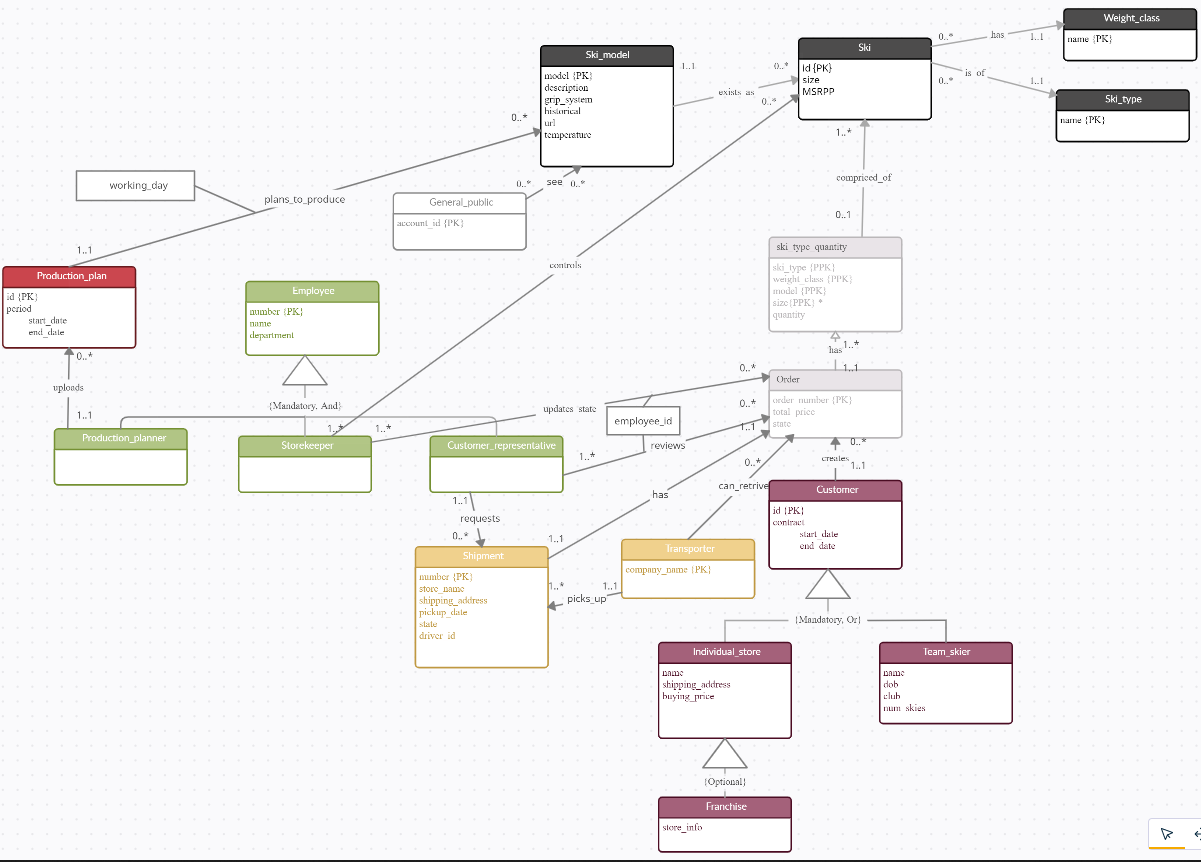 Weight_class
name {PK}
Ski
id {PK}
size
MSRPP
0..*
has
1..1
is_of
0..*
1..1
Ski_type
name {PK}
Ski_model
model {PK}
description
grip_system
historical
url
temperature
1..1
exists_as
0..*
0..*
0..*
1..*
compriced_of
0..1
working_day
plans_to_produce
1..1
General_public
account_id {PK}
0..*
see
0..*
controls
ski_type_quantity
ski_type {PPK}
weight_class {PPK}
model {PPK}
size{PPK} *
quantity
Production_plan
id {PK}
period
start_date
end_date
0..*
uploads
1..1
Employee
number {PK}
name
department
{Mandatory, And}
1..*
has
1..1
Order
order_number {PK}
total_price
state
0..*
updates_state
0..*
employee_id
1..1
reviews
1..*
1..*
1..*
Production_planner
Storekeeper
Customer_representative
0..*
creates
1..1
0..*
can_retrive
has
1..1
requests
0..*
1..1
Customer
id {PK}
contract
start_date
end_date
Shipment
number {PK}
store_name
shipping_address
pickup_date
state
driver_id
Transporter
company_name {PK}
1..*
picks_up
1..1
{Mandatory, Or}
Individual_store
name
shipping_address
buying_price
Team_skier
name
dob
club
num_skies
{Optional}
Franchise
store_info